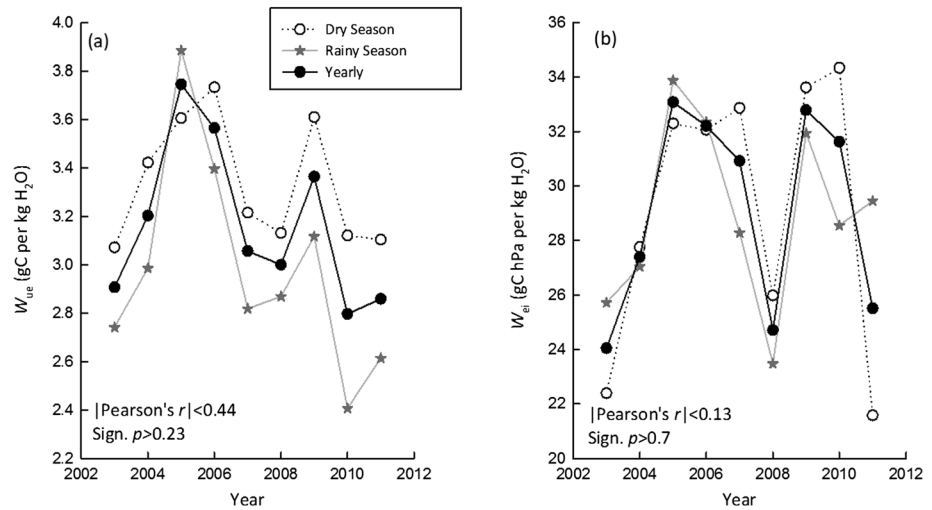 (a)
Dry Season
Rainy Season
Yearly
4.0
3.8
3.6
3.4
3.2
3.0
2.8
2.6
2.4
2.2
Wue (gC per kg H2O)
|Pearson's r|<0.44
Sign. p>0.23
2002 2004 2006 2008 2010 2012
Year
(b)
36
34
32
30
28
26
24
22
20
Wei (gC hPa per kg H2O)
|Pearson's r|<0.13
Sign. p>0.7
2002 2004 2006 2008 2010 2012
Year